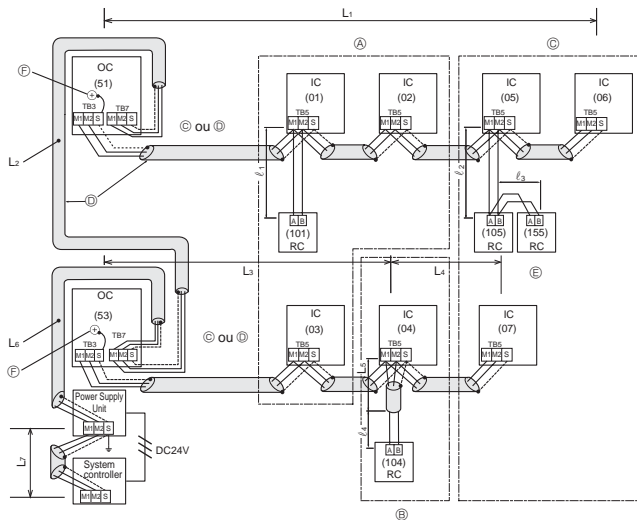 L1
Ⓐ
Ⓒ
Ⓕ
OC
(51)
TB3
TB7
M1 M2 S
M1 M2 S
Ⓒ ou Ⓓ
IC
(01)
TB5
M1 M2 S
IC
(02)
TB5
M1 M2 S
IC
(05)
TB5
M1 M2 S
IC
(06)
TB5
M1 M2 S
L2
Ⓓ
ℓ1
ℓ2
ℓ3
A B
(101)
RC
A B
(105)
RC
A B
(155)
RC
Ⓔ
L3
L4
L6
Ⓕ
OC
(53)
TB3
TB7
M1 M2 S
M1 M2 S
Ⓒ ou Ⓓ
IC
(03)
TB5
M1 M2 S
IC
(04)
TB5
M1 M2 S
IC
(07)
TB5
M1 M2 S
L5
ℓ4
A B
(104)
RC
Ⓑ
Power Supply
Unit
M1 M2 S
DC24V
L7
System
controller
M1 M2 S